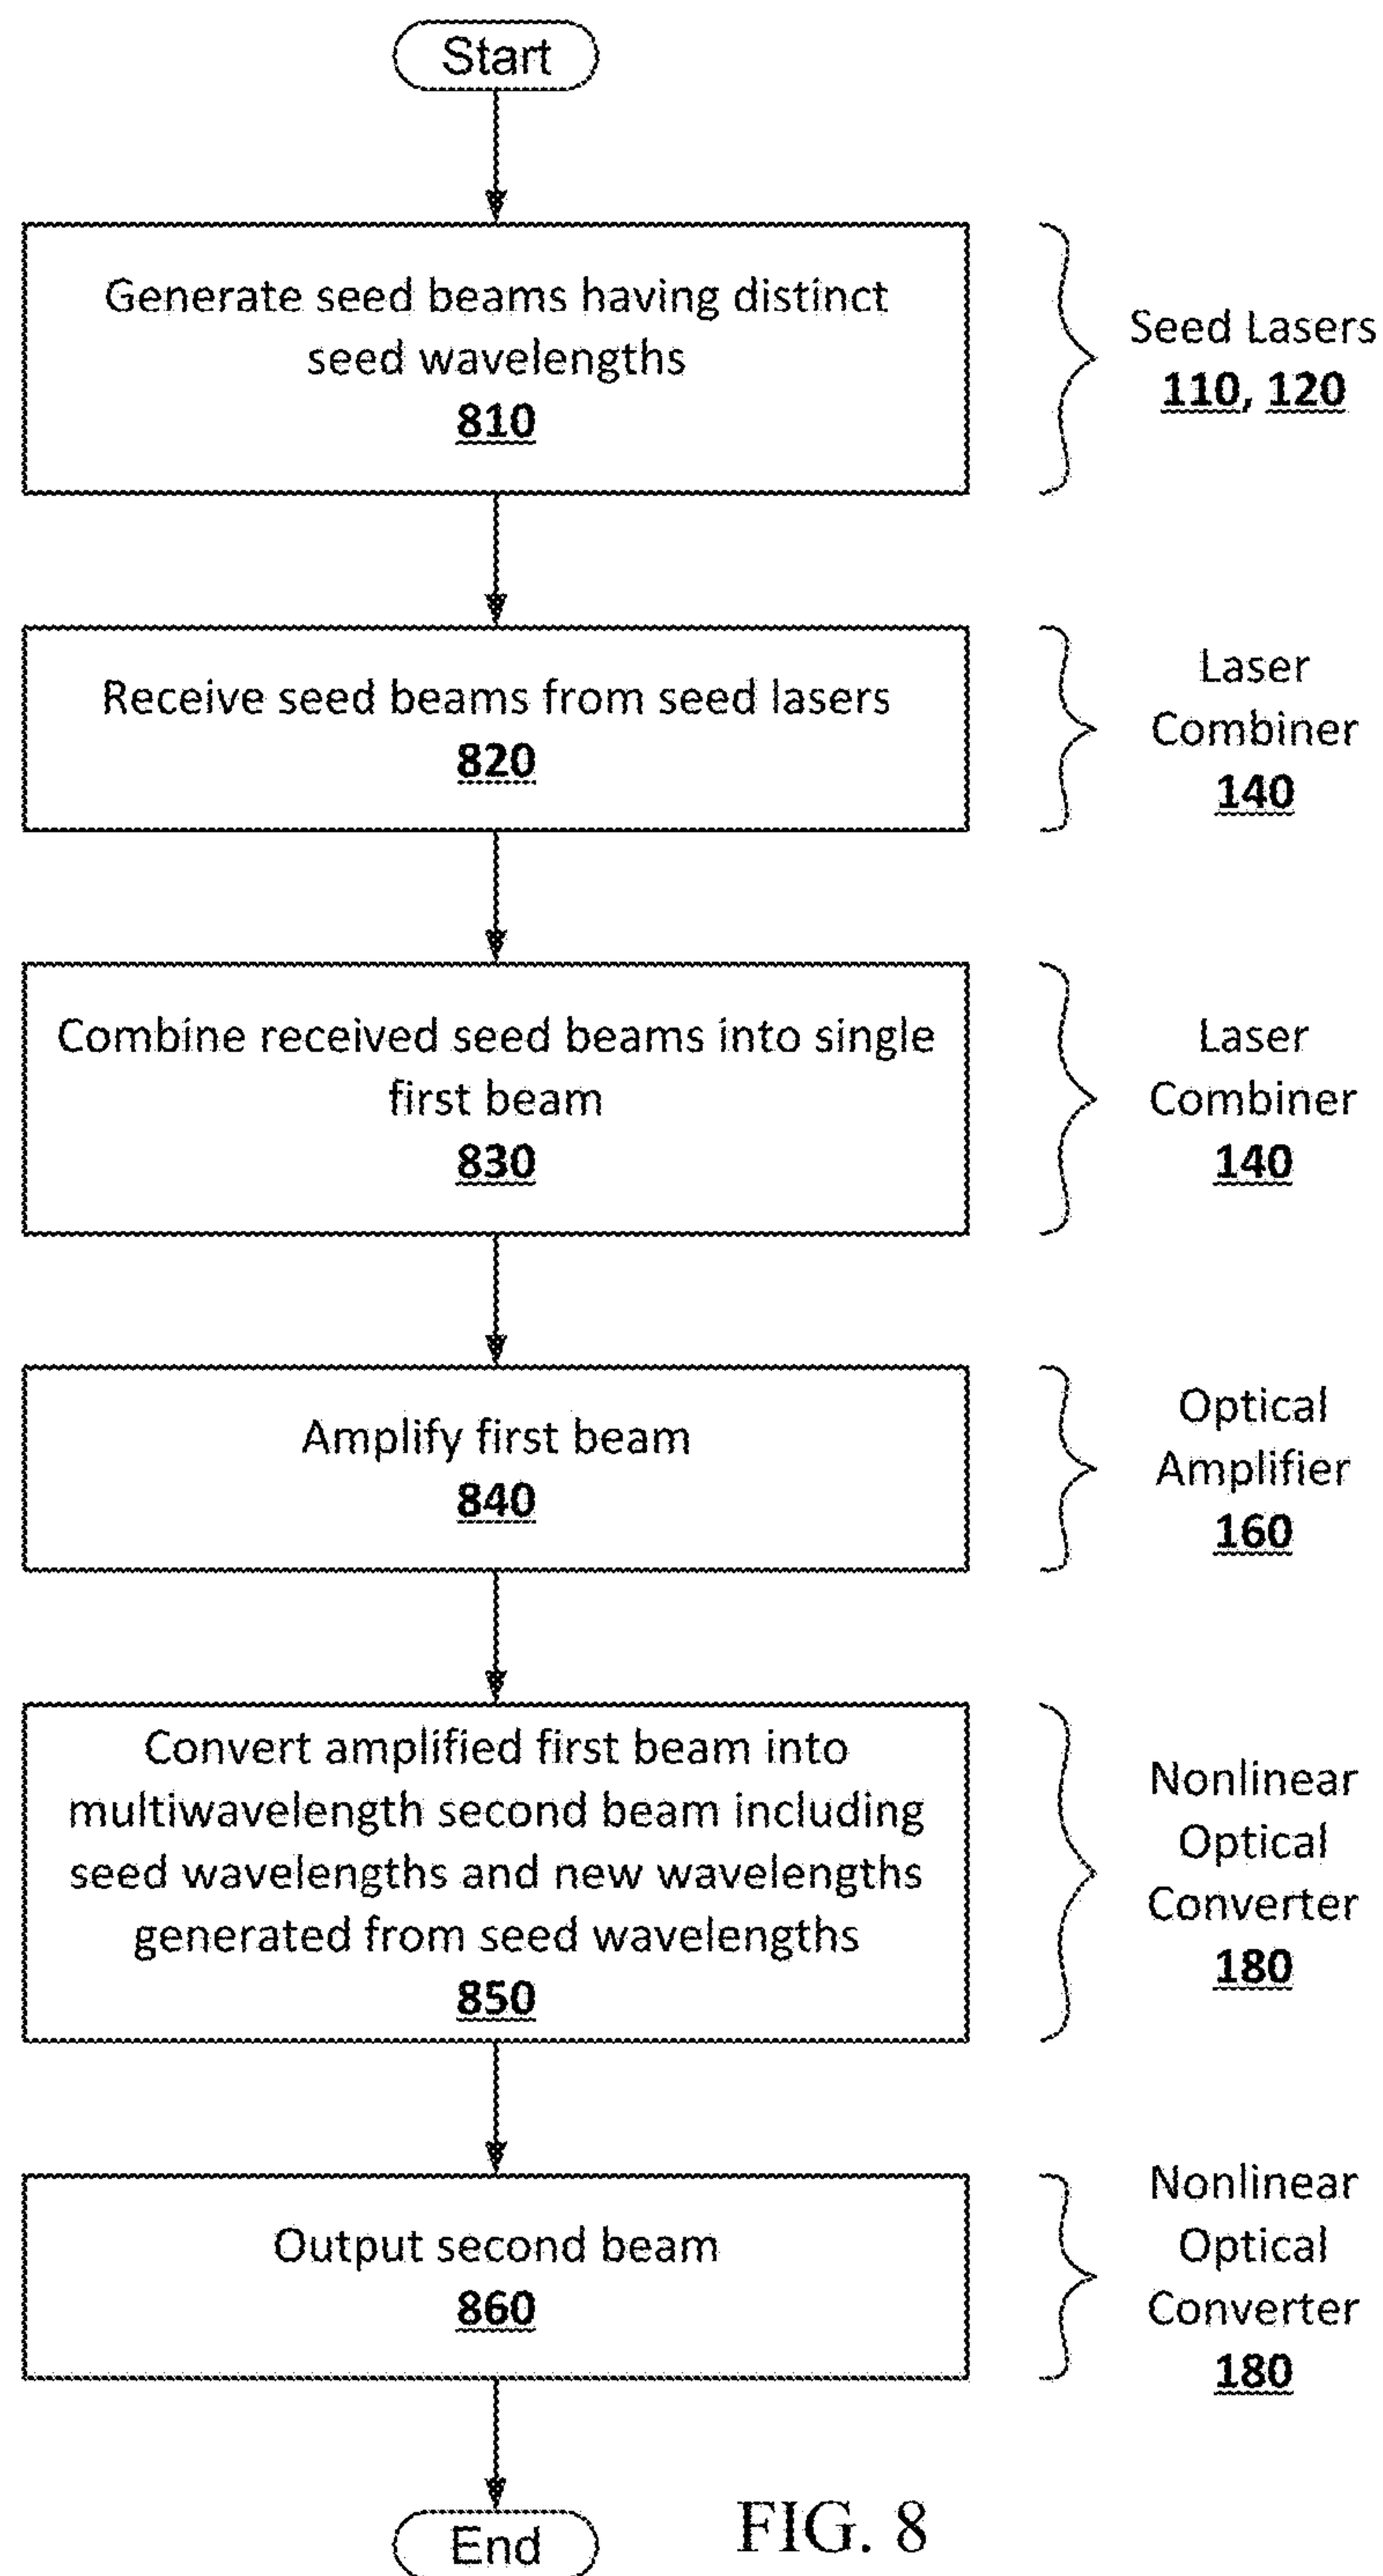 Start
Generate seed beams having distinct
seed wavelengths
810
Seed Lasers
110, 120
Receive seed beams from seed lasers
820
Laser
Combiner
140
Combine received seed beams into single
first beam
830
Laser
Combiner
140
Amplify first beam
840
Optical
Amplifier
160
Convert amplified first beam into
multiwavelength second beam including
seed wavelengths and new wavelengths
generated from seed wavelengths
850
Nonlinear
Optical
Converter
180
Output second beam
860
Nonlinear
Optical
Converter
180
End
FIG. 8